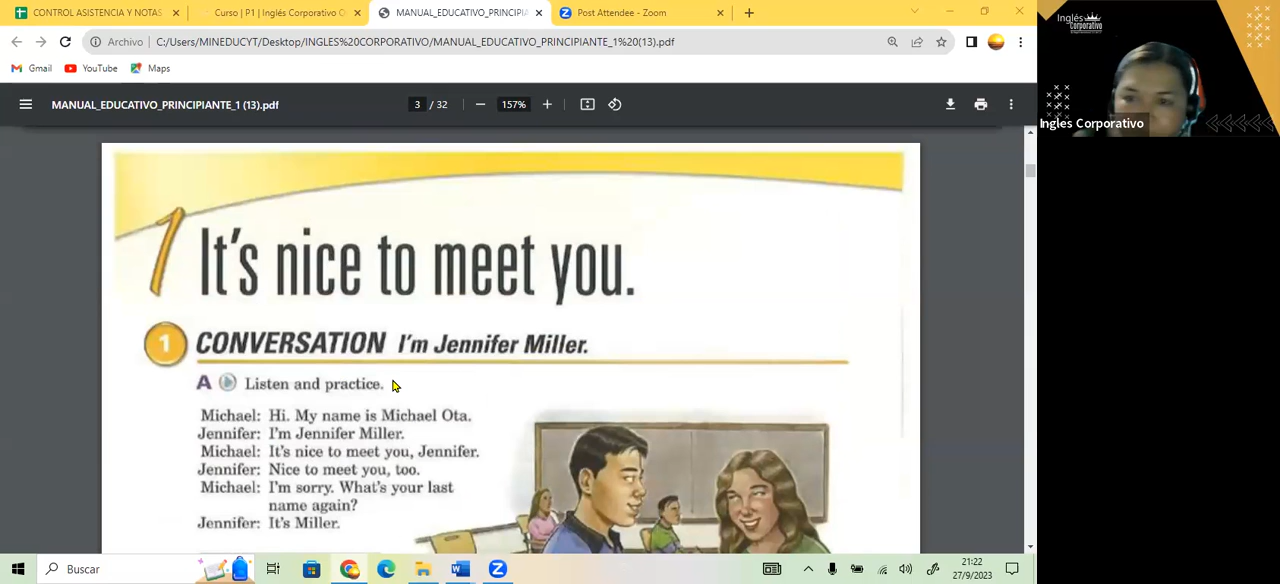 CONTROL ASISTENCIA Y NOTAS
Curso | P1 | Inglés Corporativo O
MANUAL_EDUCATIVO_PRINCIPIA
Post Attendee - Zoom
Archivo
C:/Users/MINEDUCYT/Desktop/INGLES%20CORPORATIVO/MANUAL_EDUCATIVO_PRINCIPIANTE_1%20(13).pdf
Gmail
YouTube
Maps
MANUAL_EDUCATIVO_PRINCIPIANTE_1 (13).pdf
3 / 32
157%
1 It's nice to meet you.
1 CONVERSATION I'm Jennifer Miller.
A Listen and practice.
Michael: Hi. My name is Michael Ota.
Jennifer: I'm Jennifer Miller.
Michael: It's nice to meet you, Jennifer.
Jennifer: Nice to meet you, too.
Michael: I'm sorry. What's your last
name again?
Jennifer: It's Miller.
Inglés
Corporativo
Ingles Corporativo
Buscar
21:22
27/9/2023